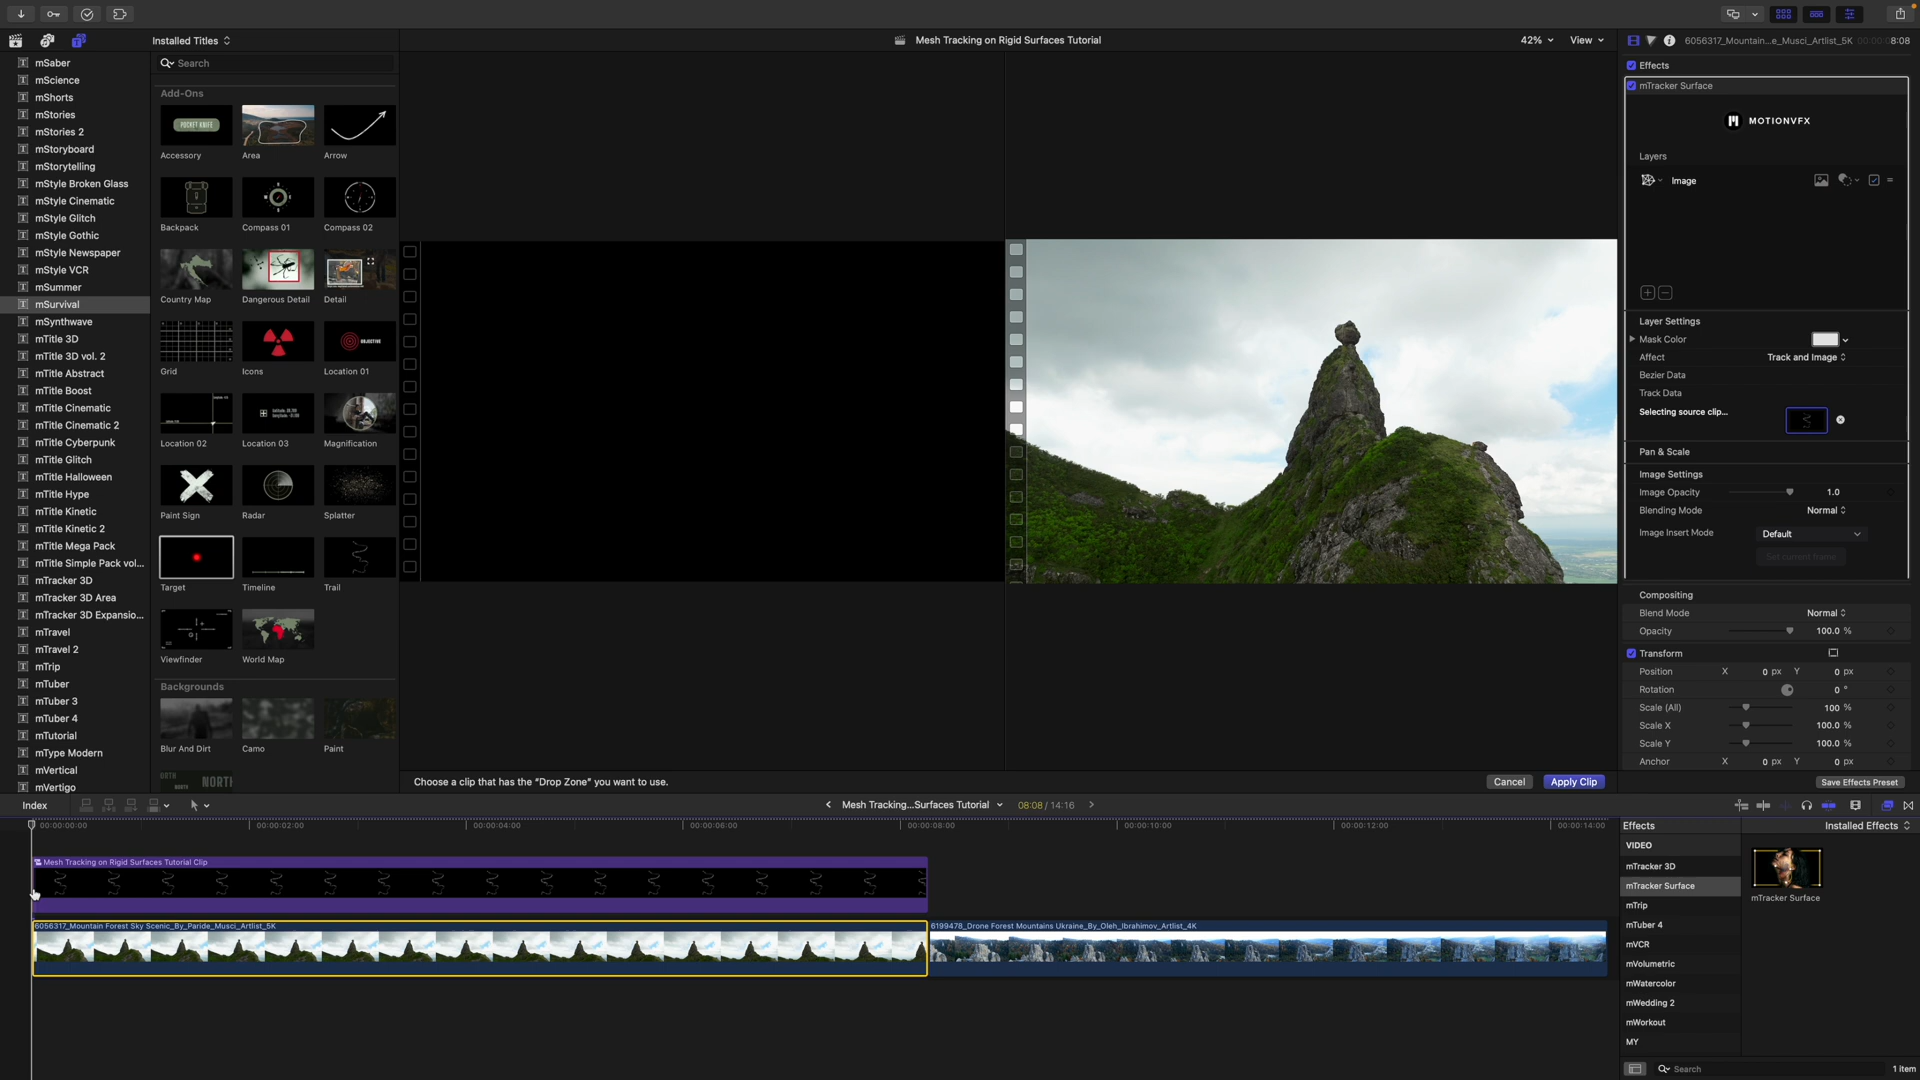 Installed Titles
Mesh Tracking on Rigid Surfaces Tutorial
42%
View
6056317_Mountain...e_Musci_Artlist_5K
00:00:08:08
mSaber
mScience
mShorts
mStories
mStories 2
mStoryboard
mStorytelling
mStyle Broken Glass
mStyle Cinematic
mStyle Glitch
mStyle Gothic
mStyle Newspaper
mStyle VCR
mSummer
mSurvival
mSynthwave
mTitle 3D
mTitle 3D vol. 2
mTitle Abstract
mTitle Boost
mTitle Cinematic
mTitle Cinematic 2
mTitle Cyberpunk
mTitle Glitch
mTitle Halloween
mTitle Hype
mTitle Kinetic
mTitle Kinetic 2
mTitle Mega Pack
mTitle Simple Pack vol...
mTracker 3D
mTracker 3D Area
mTracker 3D Expansio...
mTravel
mTravel 2
mTrip
mTuber
mTuber 3
mTuber 4
mTutorial
mType Modern
mVertical
mVertigo
Search
Add-Ons
POCKET KNIFE
Accessory
Area
Arrow
Backpack
Compass 01
Compass 02
Country Map
Dangerous Detail
Detail
OBJECTIVE
Grid
Icons
Location 01
Location 02
Location 03
Magnification
Paint Sign
Radar
Splatter
Target
Timeline
Trail
Viewfinder
World Map
Backgrounds
Blur And Dirt
Camo
Paint
NORTH
Choose a clip that has the “Drop Zone” you want to use.
Cancel
Apply Clip
Effects
mTracker Surface
MOTIONVFX
Layers
Image
Layer Settings
Mask Color
Affect
Track and Image
Bezier Data
Track Data
Selecting source clip...
Pan & Scale
Image Settings
Image Opacity
1.0
Blending Mode
Normal
Image Insert Mode
Default
Set current frame
Compositing
Blend Mode
Normal
Opacity
100.0 %
Transform
Position
X 0 px Y 0 px
Rotation
0 °
Scale (All)
100 %
Scale X
100.0 %
Scale Y
100.0 %
Anchor
X 0 px Y 0 px
Save Effects Preset
Index
Mesh Tracking...Surfaces Tutorial
08:08 / 14:16
00:00:00:00
00:00:02:00
00:00:04:00
00:00:06:00
00:00:08:00
00:00:10:00
00:00:12:00
00:00:14:00
Mesh Tracking on Rigid Surfaces Tutorial Clip
6056317_Mountain Forest Sky Scenic_By_Paride_Musci_Artlist_5K
6199478_Drone Forest Mountains Ukraine_By_Oleh_Ibrahimov_Artlist_4K
Effects
Installed Effects
VIDEO
mTracker 3D
mTracker Surface
mTrip
mTuber 4
mVCR
mVolumetric
mWatercolor
mWedding 2
mWorkout
MY
mTracker Surface
Search
1 item